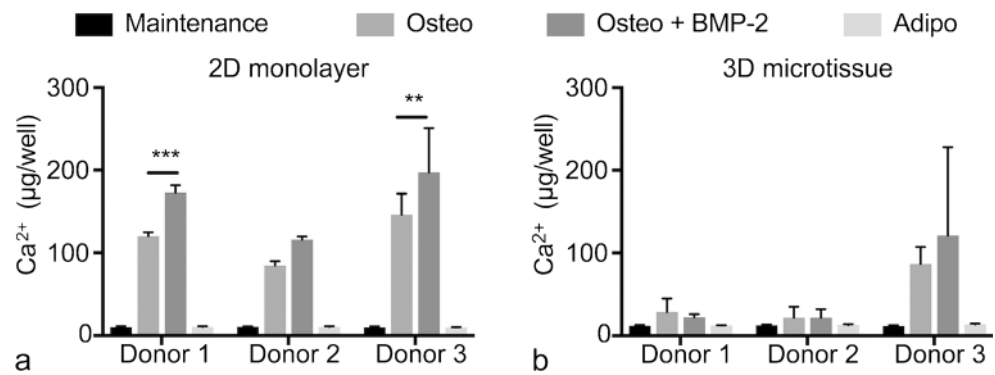 Maintenance Osteo Osteo + BMP-2 Adipo
2D monolayer
300
200
100
0
Ca²⁺ (µg/well)
***
**
Donor 1 Donor 2 Donor 3
a
3D microtissue
300
200
100
0
Ca²⁺ (µg/well)
Donor 1 Donor 2 Donor 3
b